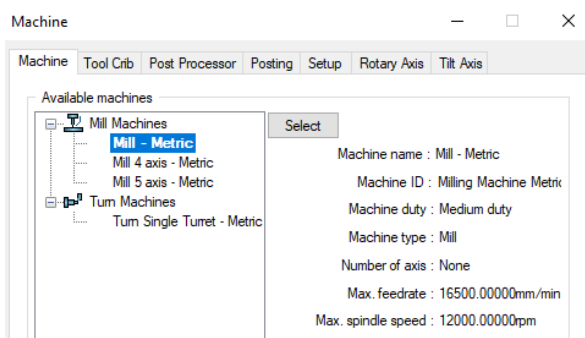 Machine
Machine Tool Crib Post Processor Posting Setup Rotary Axis Tilt Axis
Available machines
Mill Machines
Mill - Metric
Mill 4 axis - Metric
Mill 5 axis - Metric
Turn Machines
Turn Single Turret - Metric
Select
Machine name : Mill - Metric
Machine ID : Milling Machine Metric
Machine duty : Medium duty
Machine type : Mill
Number of axis : None
Max. feedrate : 16500.00000mm/min
Max. spindle speed : 12000.00000rpm